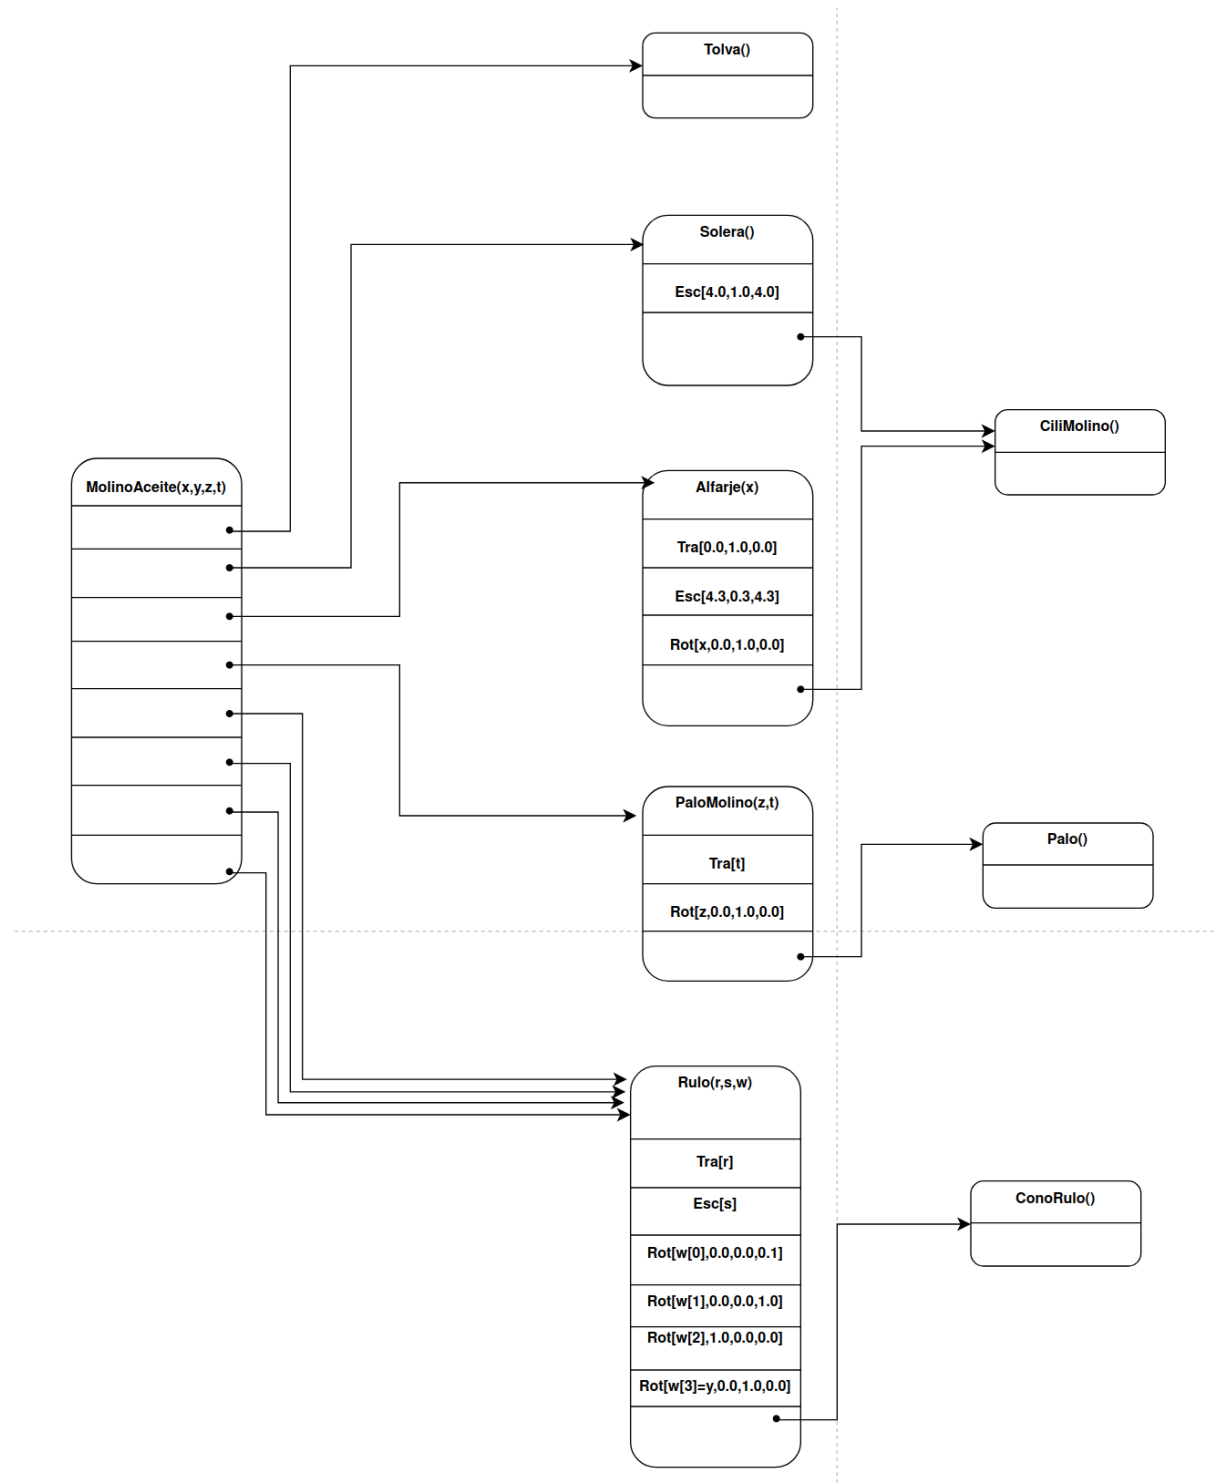 Tolva()
Solera()
Esc[4.0,1.0,4.0]
CiliMolino()
MolinoAceite(x,y,z,t)
Alfarje(x)
Tra[0.0,1.0,0.0]
Esc[4.3,0.3,4.3]
Rot[x,0.0,1.0,0.0]
PaloMolino(z,t)
Tra[t]
Rot[z,0.0,1.0,0.0]
Palo()
Rulo(r,s,w)
Tra[r]
Esc[s]
Rot[w[0],0.0,0.0,0.1]
Rot[w[1],0.0,0.0,1.0]
Rot[w[2],1.0,0.0,0.0]
Rot[w[3]=y,0.0,1.0,0.0]
ConoRulo()